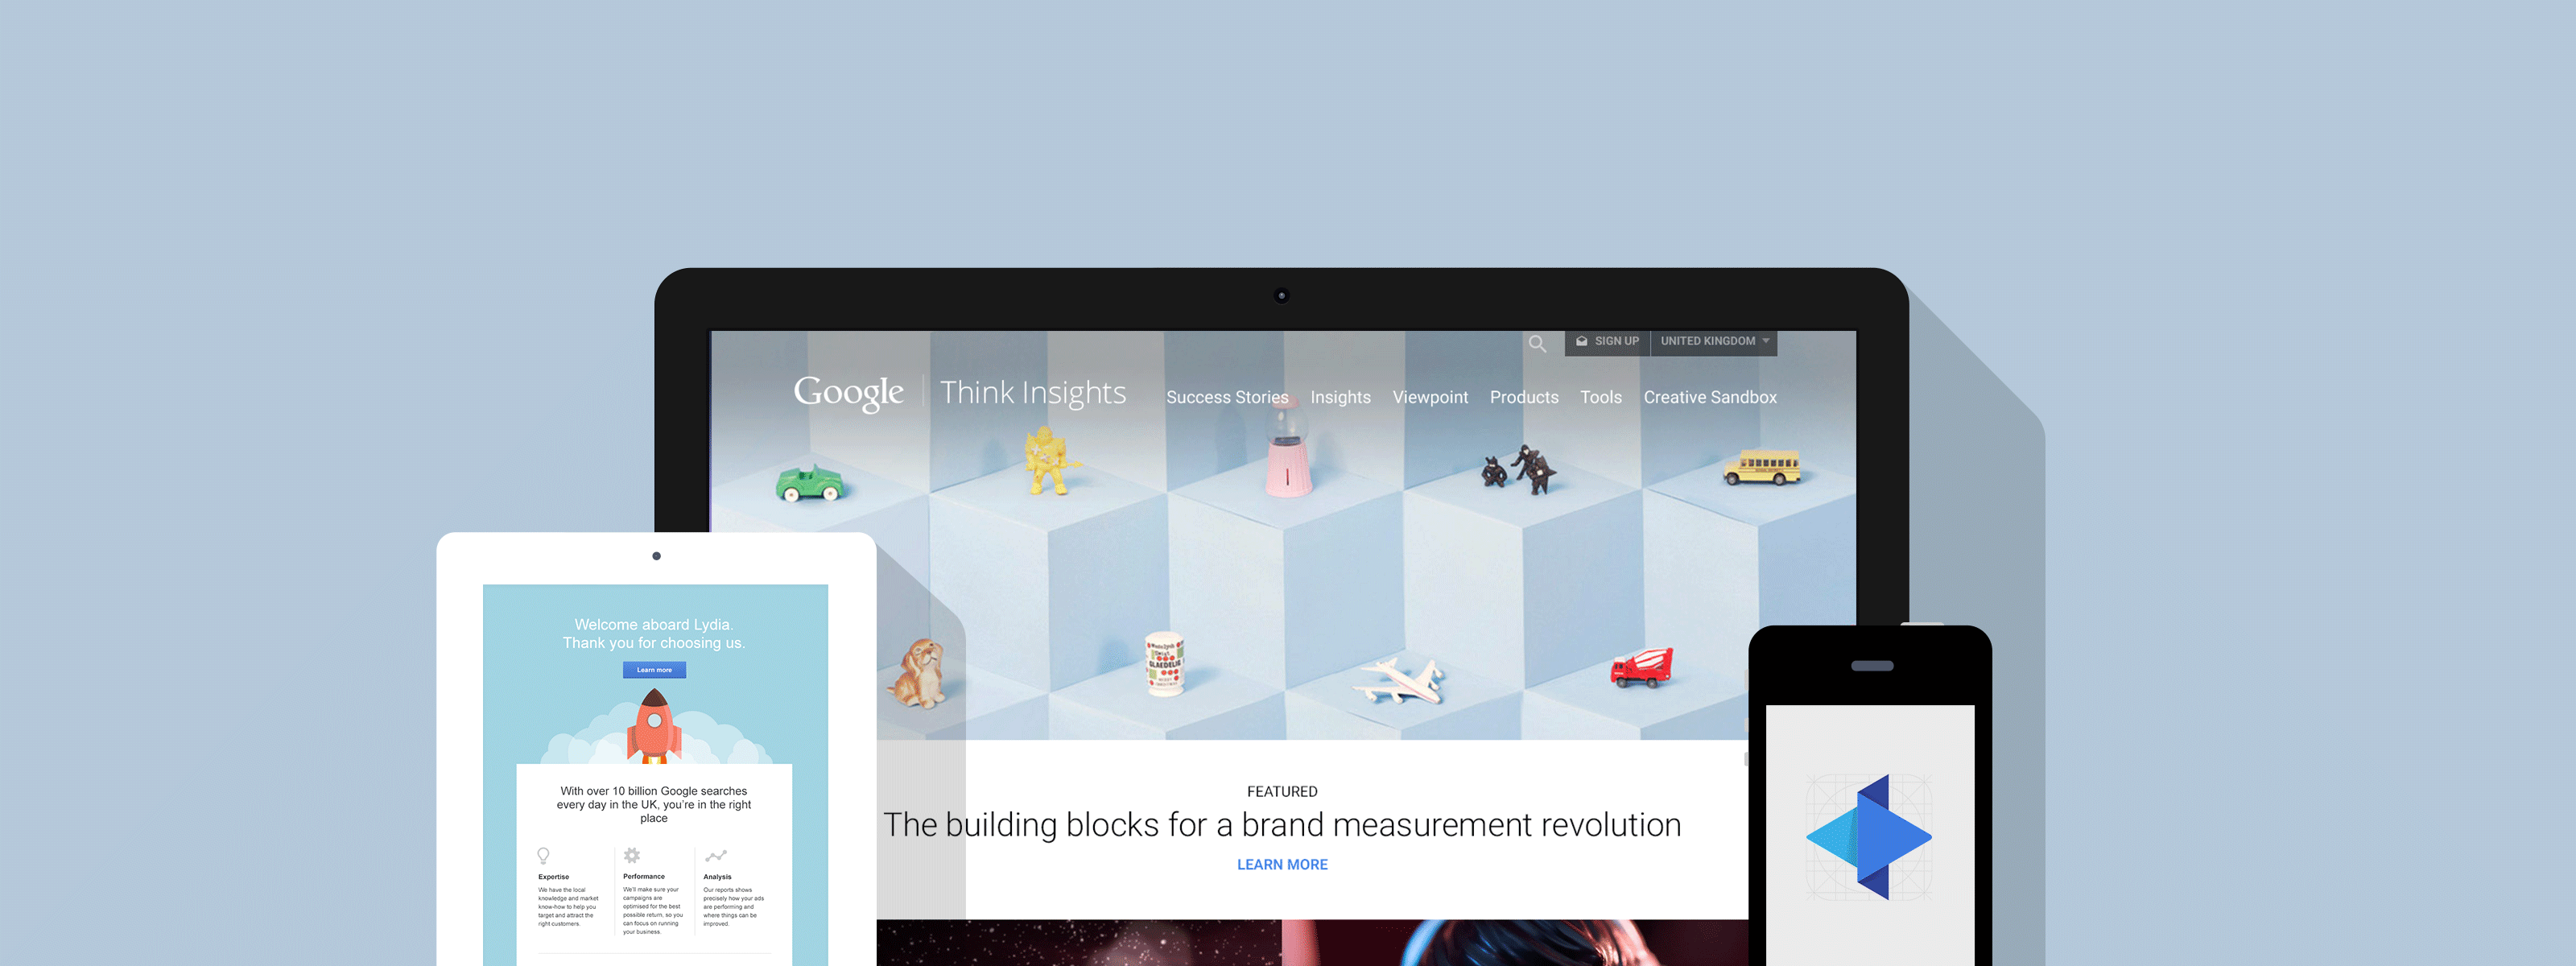 SIGN UP
UNITED KINGDOM
Google
Think Insights
Success Stories
Insights
Viewpoint
Products
Tools
Creative Sandbox
GLAEDELIG
FEATURED
The building blocks for a brand measurement revolution
LEARN MORE
Welcome aboard Lydia.
Thank you for choosing us.
Learn more
With over 10 billion Google searches
every day in the UK, you’re in the right
place
Expertise
We have the local
knowledge and market
know-how to help you
target and attract the
right customers.
Performance
We'll make sure your
campaigns are
optimised for the best
possible return, so you
can focus on running
your business.
Analysis
Our reports shows
precisely how your ads
are performing and
where things can be
improved.